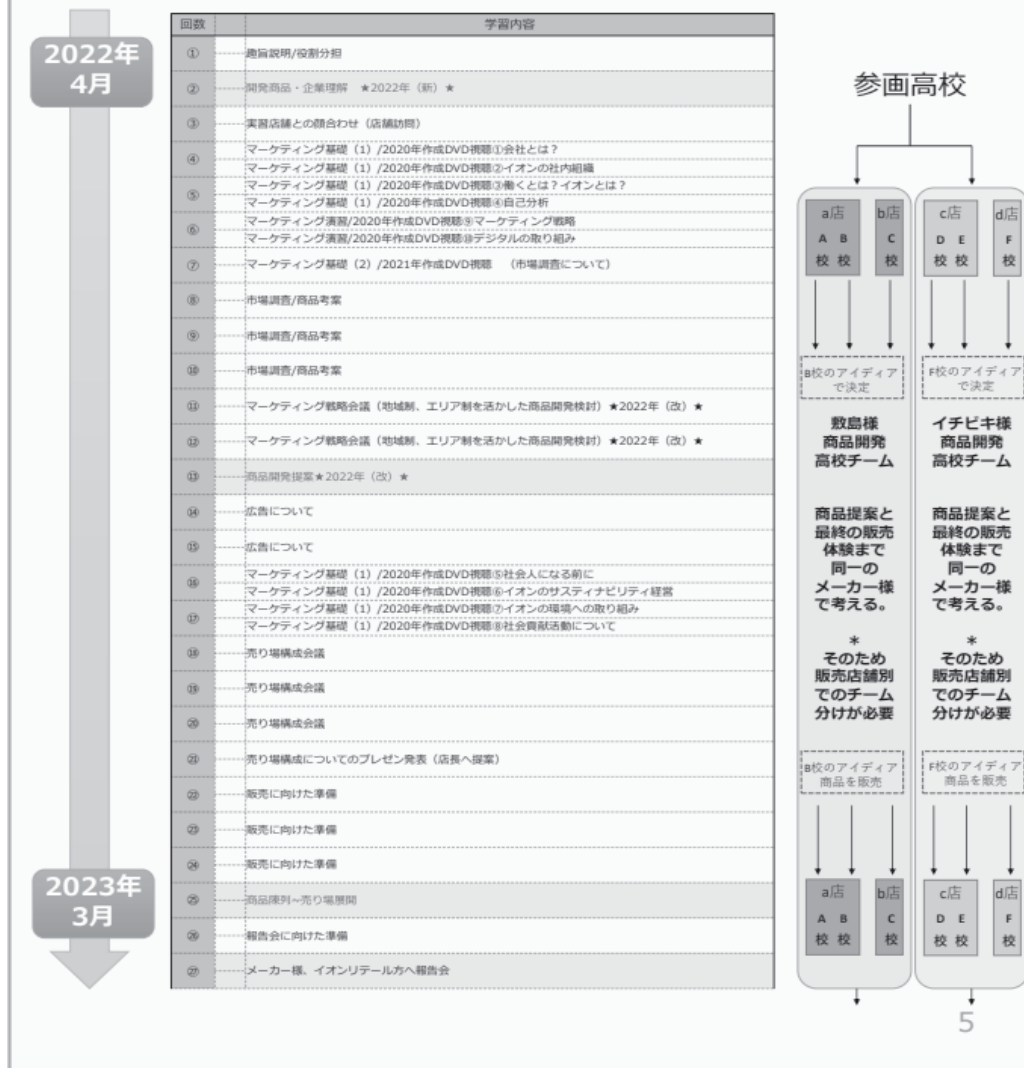 2022年
4月
回数 学習内容
① 趣旨説明/役割分担
② 開発商品・企業理解　★2022年（新）★
③ 実習店舗との顔合わせ（店舗訪問）
④ マーケティング基礎（1）/2020年作成DVD視聴①会社とは？
マーケティング基礎（1）/2020年作成DVD視聴②イオンの社内組織
⑤ マーケティング基礎（1）/2020年作成DVD視聴③働くとは？イオンとは？
マーケティング基礎（1）/2020年作成DVD視聴④自己分析
⑥ マーケティング演習/2020年作成DVD視聴⑨マーケティング戦略
マーケティング演習/2020年作成DVD視聴⑩デジタルの取り組み
⑦ マーケティング基礎（2）/2021年作成DVD視聴　（市場調査について）
⑧ 市場調査/商品考案
⑨ 市場調査/商品考案
⑩ 市場調査/商品考案
⑪ マーケティング戦略会議（地域制、エリア制を活かした商品開発検討）★2022年（改）★
⑫ マーケティング戦略会議（地域制、エリア制を活かした商品開発検討）★2022年（改）★
⑬ 商品開発提案★2022年（改）★
⑭ 広告について
⑮ 広告について
⑯ マーケティング基礎（1）/2020年作成DVD視聴⑤社会人になる前に
マーケティング基礎（1）/2020年作成DVD視聴⑥イオンのサスティナビリティ経営
⑰ マーケティング基礎（1）/2020年作成DVD視聴⑦イオンの環境への取り組み
マーケティング基礎（1）/2020年作成DVD視聴⑧社会貢献活動について
⑱ 売り場構成会議
⑲ 売り場構成会議
⑳ 売り場構成会議
㉑ 売り場構成についてのプレゼン発表（店長へ提案）
㉒ 販売に向けた準備
㉓ 販売に向けた準備
㉔ 販売に向けた準備
㉕ 商品陳列~売り場展開
㉖ 報告会に向けた準備
㉗ メーカー様、イオンリテール方へ報告会
2023年
3月
参画高校
a店 b店 c店 d店
A B C D E F
校 校 校 校 校 校
B校のアイディア
で決定
敷島様
商品開発
高校チーム
商品提案と
最終の販売
体験まで
同一の
メーカー様
で考える。
*
そのため
販売店舗別
でのチーム
分けが必要
B校のアイディア
商品を販売
F校のアイディア
で決定
イチビキ様
商品開発
高校チーム
商品提案と
最終の販売
体験まで
同一の
メーカー様
で考える。
*
そのため
販売店舗別
でのチーム
分けが必要
F校のアイディア
商品を販売
a店 b店 c店 d店
A B C D E F
校 校 校 校 校 校
5